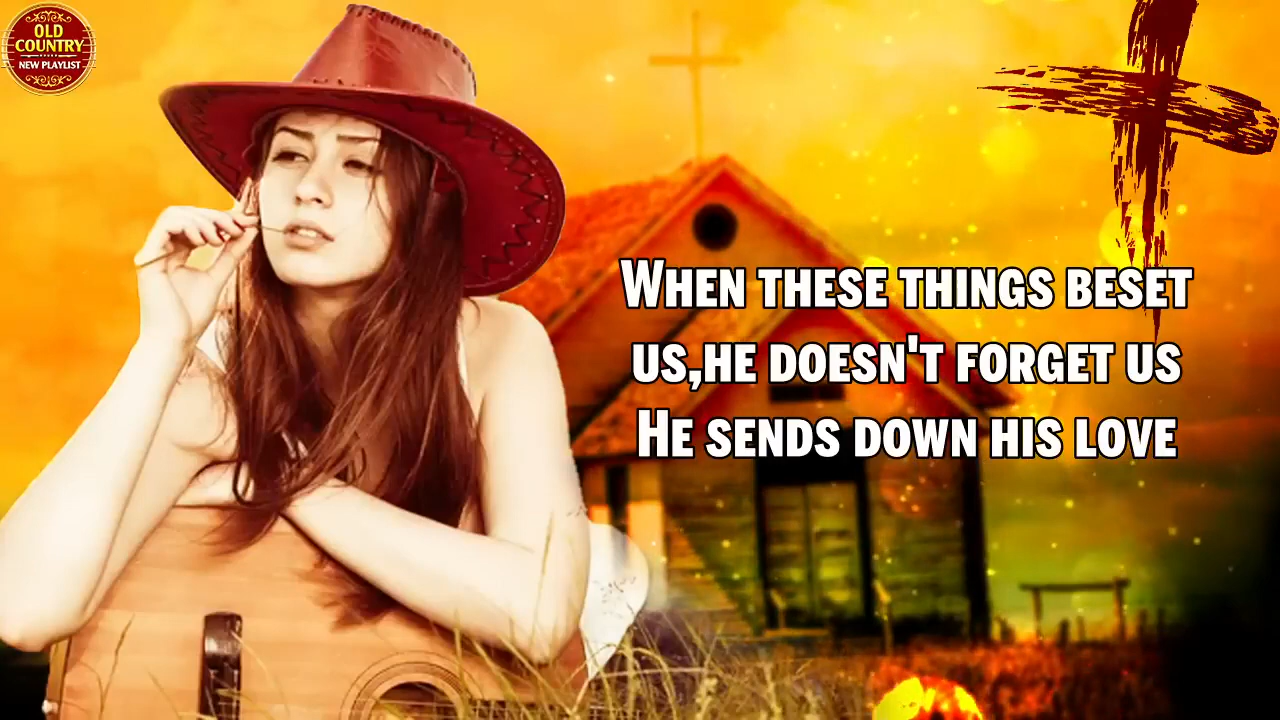 OLD
COUNTRY
NEW PLAYLIST
WHEN THESE THINGS BESET
US,HE DOESN'T FORGET US
HE SENDS DOWN HIS LOVE